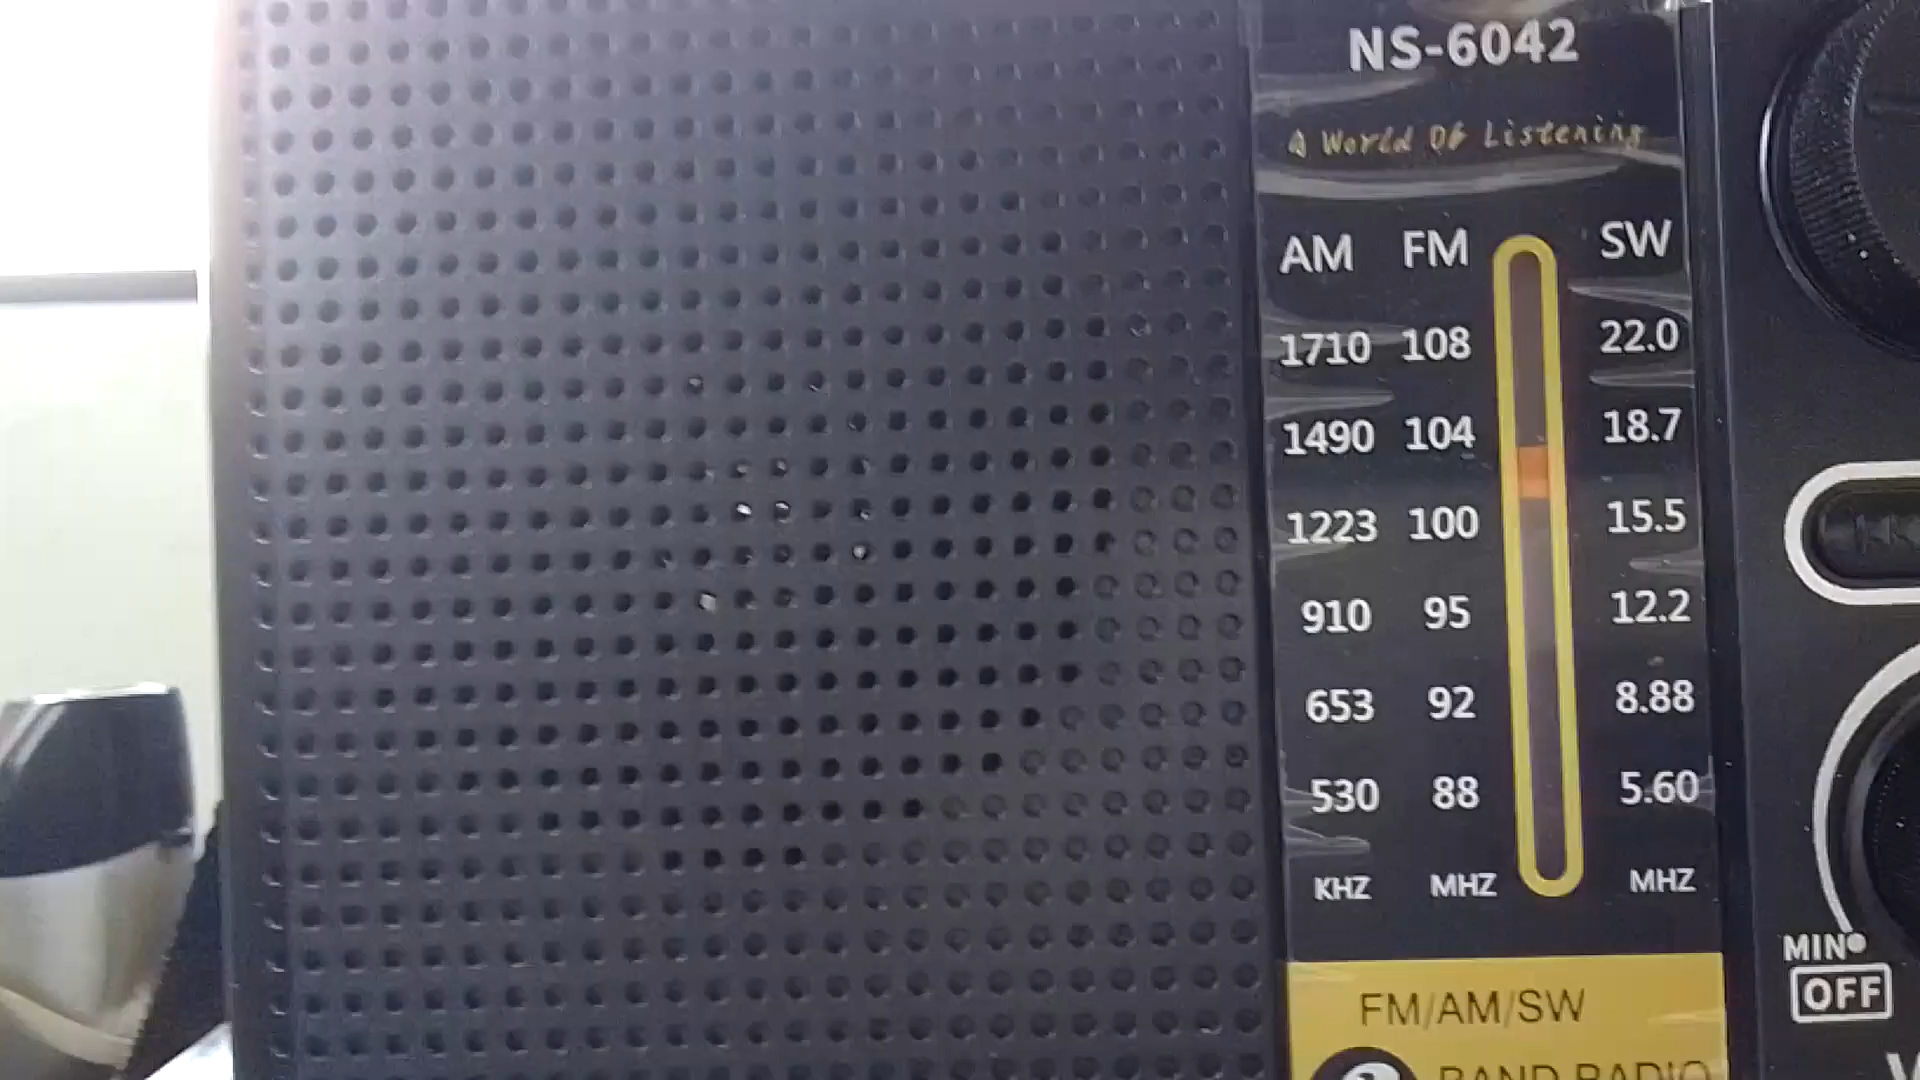 NS-6042
A World Of Listening
AM FM SW
1710 108 22.0
1490 104 18.7
1223 100 15.5
910 95 12.2
653 92 8.88
530 88 5.60
KHZ MHZ MHZ
MIN
OFF
FM/AM/SW
BAND RADIO